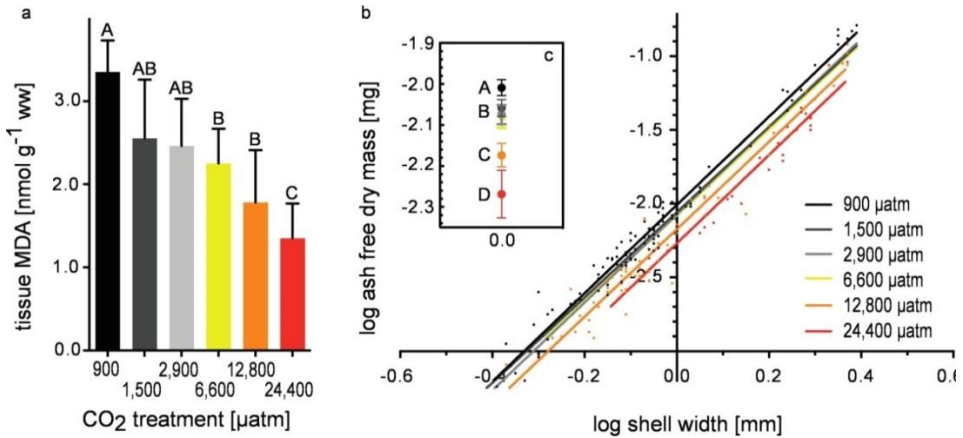 a
tissue MDA [nmol g-1 ww]
3.0
2.0
1.0
0.0
A
AB
AB
B
B
C
900
1,500
2,900
6,600
12,800
24,400
CO2 treatment [µatm]
b
log ash free dry mass [mg]
-1.9
-2.0
-2.1
-2.2
-2.3
c
A
B
C
D
0.0
-1.0
-1.5
-2.0
-2.5
900 µatm
1,500 µatm
2,900 µatm
6,600 µatm
12,800 µatm
24,400 µatm
-0.6
-0.4
-0.2
0.0
0.2
0.4
0.6
log shell width [mm]